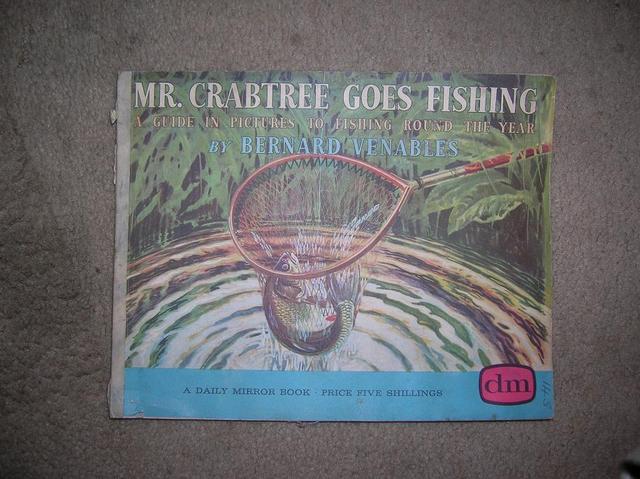 MR. CRABTREE GOES FISHING
A GUIDE IN PICTURES TO FISHING ROUND THE YEAR
BY BERNARD VENABLES
A DAILY MIRROR BOOK · PRICE FIVE SHILLINGS
dm